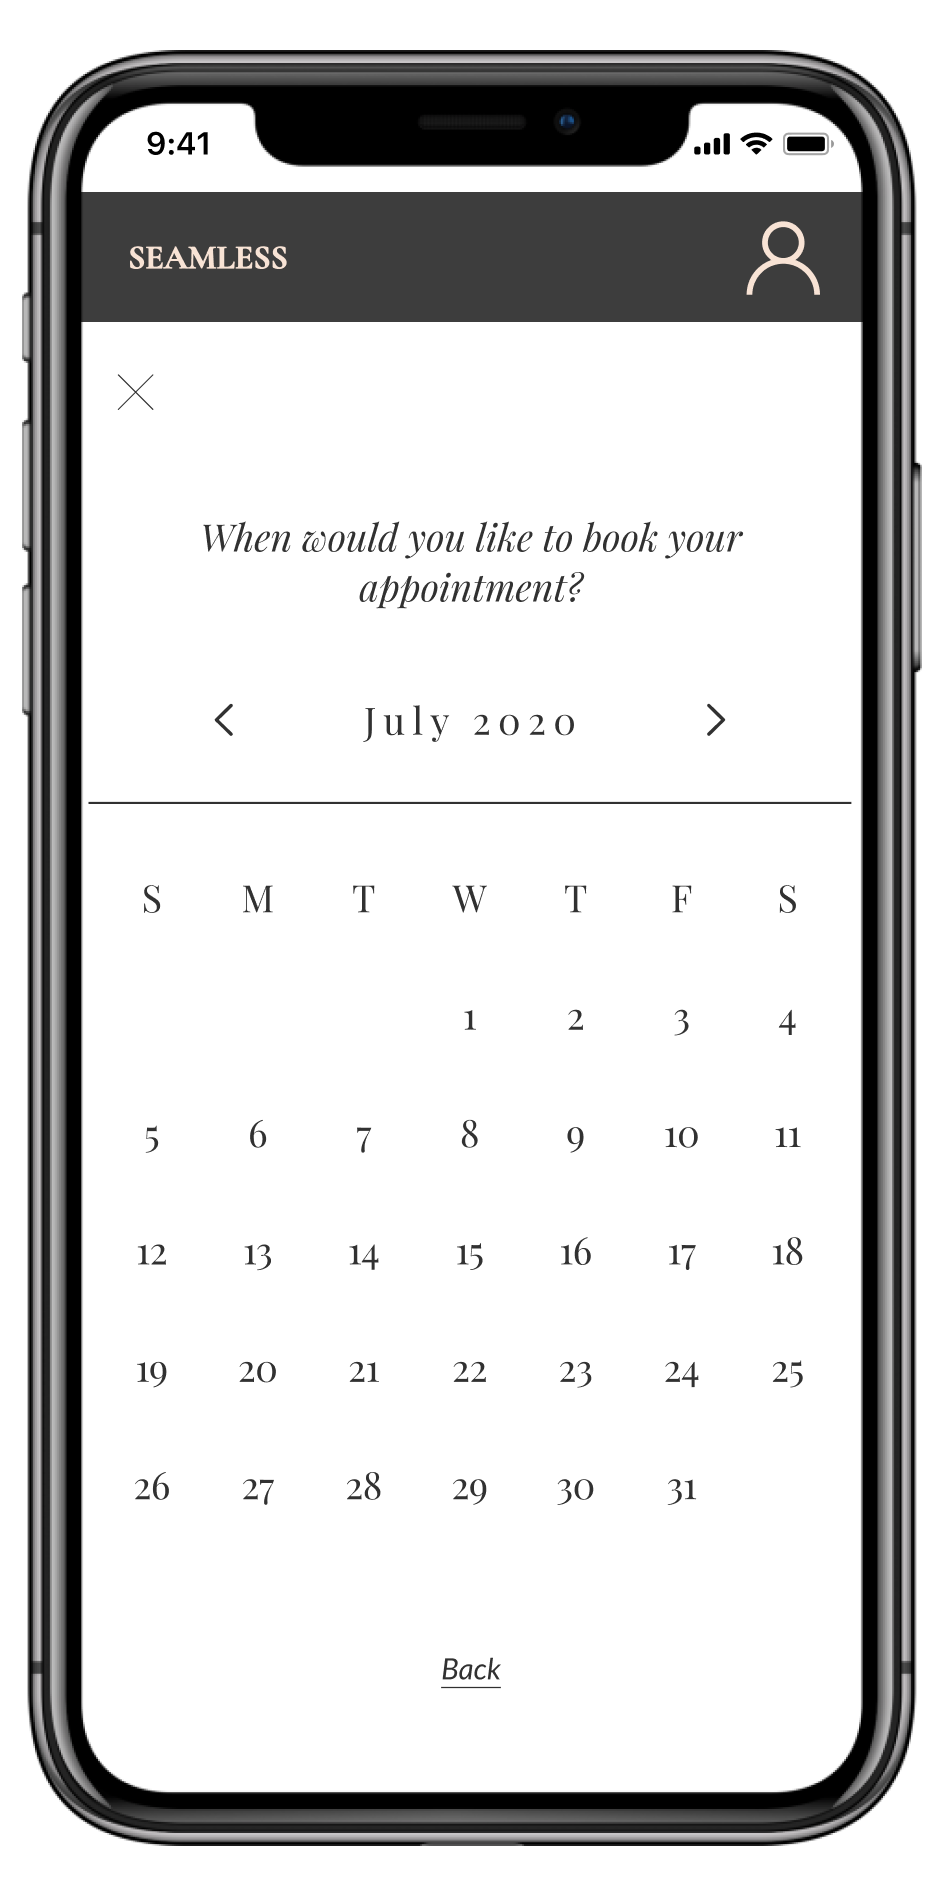 9:41
SEAMLESS
When would you like to book your
appointment?
July 2020
S M T W T F S
1 2 3 4
5 6 7 8 9 10 11
12 13 14 15 16 17 18
19 20 21 22 23 24 25
26 27 28 29 30 31
Back